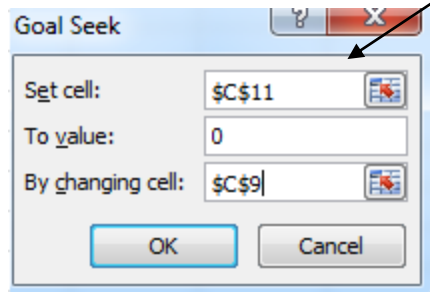 Goal Seek ? X
Set cell: $C$11
To value: 0
By changing cell: $C$9
OK Cancel